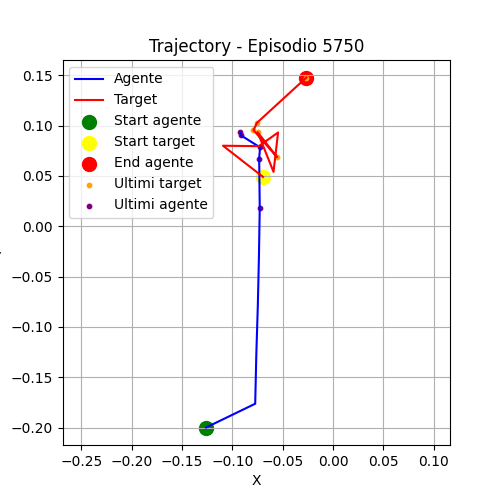 Trajectory - Episodio 5750
Agente
Target
Start agente
Start target
End agente
Ultimi target
Ultimi agente
0.15
0.10
0.05
0.00
−0.05
−0.10
−0.15
−0.20
−0.25 −0.20 −0.15 −0.10 −0.05 0.00 0.05 0.10
X